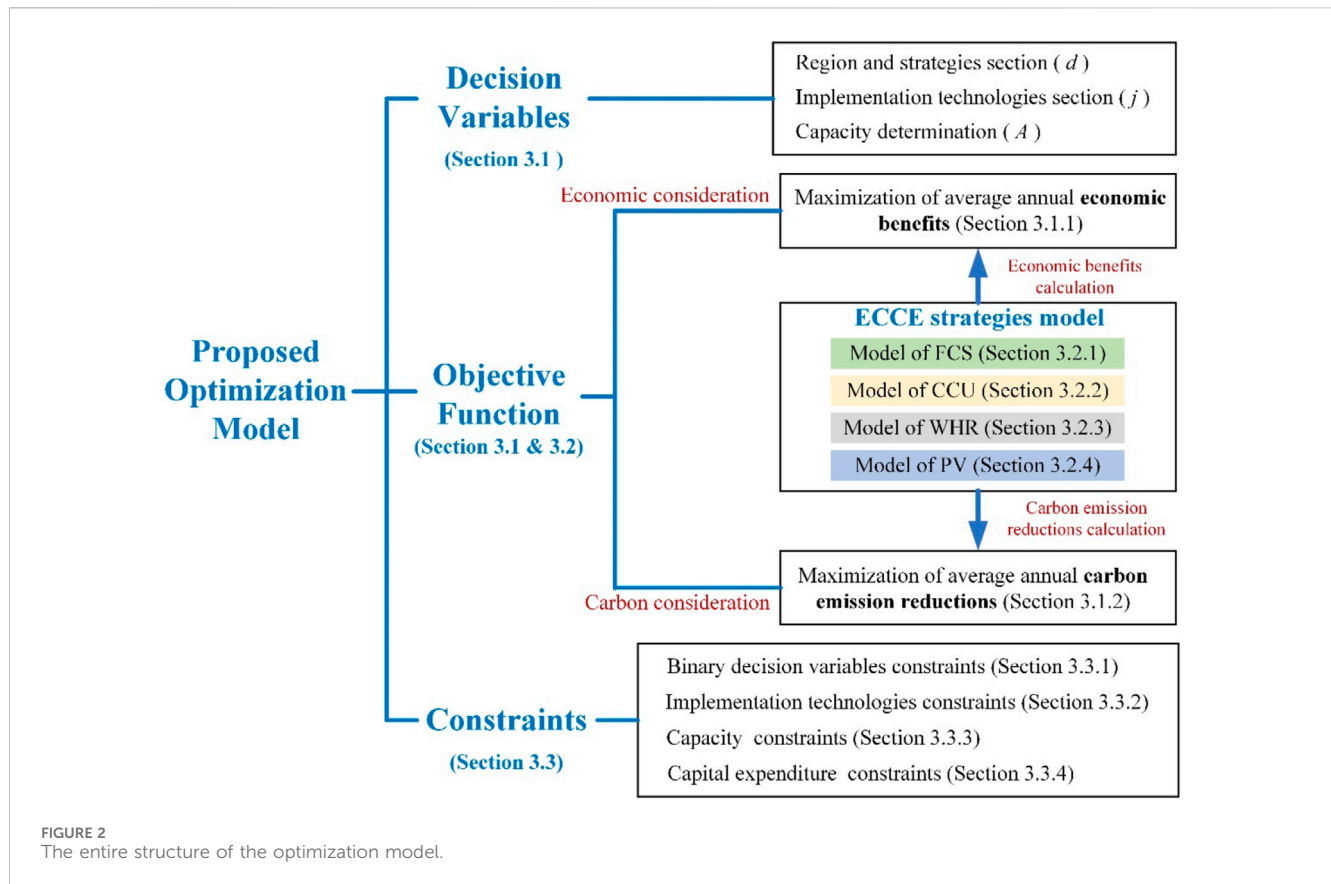 Proposed
Optimization
Model
Decision
Variables
(Section 3.1 )
Region and strategies section ( d )
Implementation technologies section ( j )
Capacity determination ( A )
Objective
Function
(Section 3.1 & 3.2)
Economic consideration
Maximization of average annual economic
benefits (Section 3.1.1)
Economic benefits
calculation
ECCE strategies model
Model of FCS (Section 3.2.1)
Model of CCU (Section 3.2.2)
Model of WHR (Section 3.2.3)
Model of PV (Section 3.2.4)
Carbon emission
reductions calculation
Carbon consideration
Maximization of average annual carbon
emission reductions (Section 3.1.2)
Constraints
(Section 3.3)
Binary decision variables constraints (Section 3.3.1)
Implementation technologies constraints (Section 3.3.2)
Capacity constraints (Section 3.3.3)
Capital expenditure constraints (Section 3.3.4)
FIGURE 2
The entire structure of the optimization model.